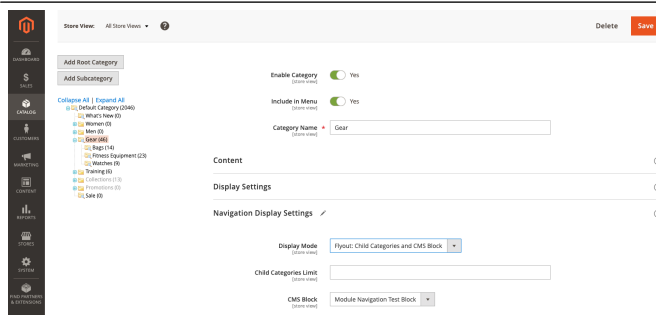 Store View: All Store Views ?
Delete Save
DASHBOARD
$
SALES
CATALOG
CUSTOMERS
MARKETING
CONTENT
REPORTS
STORES
SYSTEM
FIND PARTNERS
& EXTENSIONS
Add Root Category
Add Subcategory
Collapse All | Expand All
Default Category (2046)
What's New (0)
Women (0)
Men (0)
Gear (46)
Bags (14)
Fitness Equipment (23)
Watches (9)
Training (6)
Collections (13)
Promotions (0)
Sale (0)
Enable Category Yes
[store view]
Include in Menu Yes
[store view]
Category Name * Gear
[store view]
Content
Display Settings
Navigation Display Settings
Display Mode Flyout: Child Categories and CMS Block
[store view]
Child Categories Limit
[store view]
CMS Block Module Navigation Test Block
[store view]